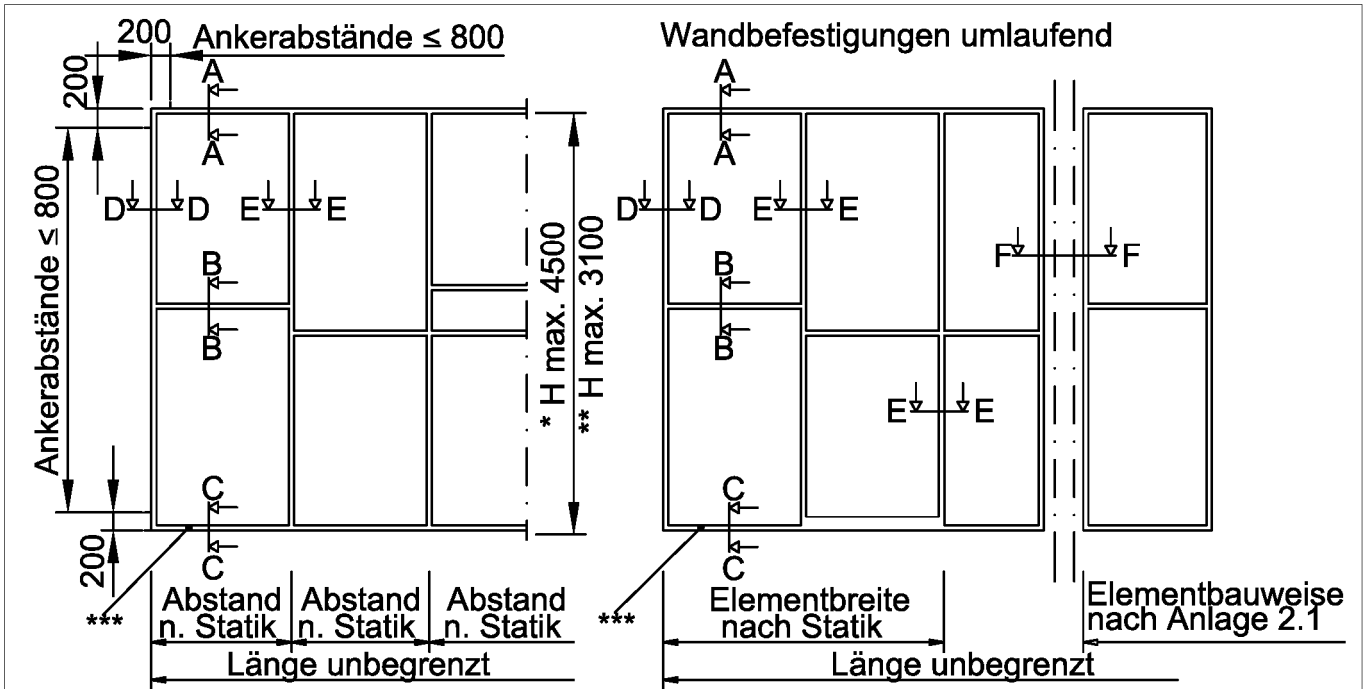 200 Ankerabstände ≤ 800
Wandbefestigungen umlaufend
200
A
A
A
A
D D E E
D D E E
Ankerabstände ≤ 800
* H max. 4500
** H max. 3100
B
B
B
B
F F
E E
C
C
C
C
200
***
***
Abstand
n. Statik
Abstand
n. Statik
Abstand
n. Statik
Elementbreite
nach Statik
Elementbauweise
nach Anlage 2.1
Länge unbegrenzt
Länge unbegrenzt